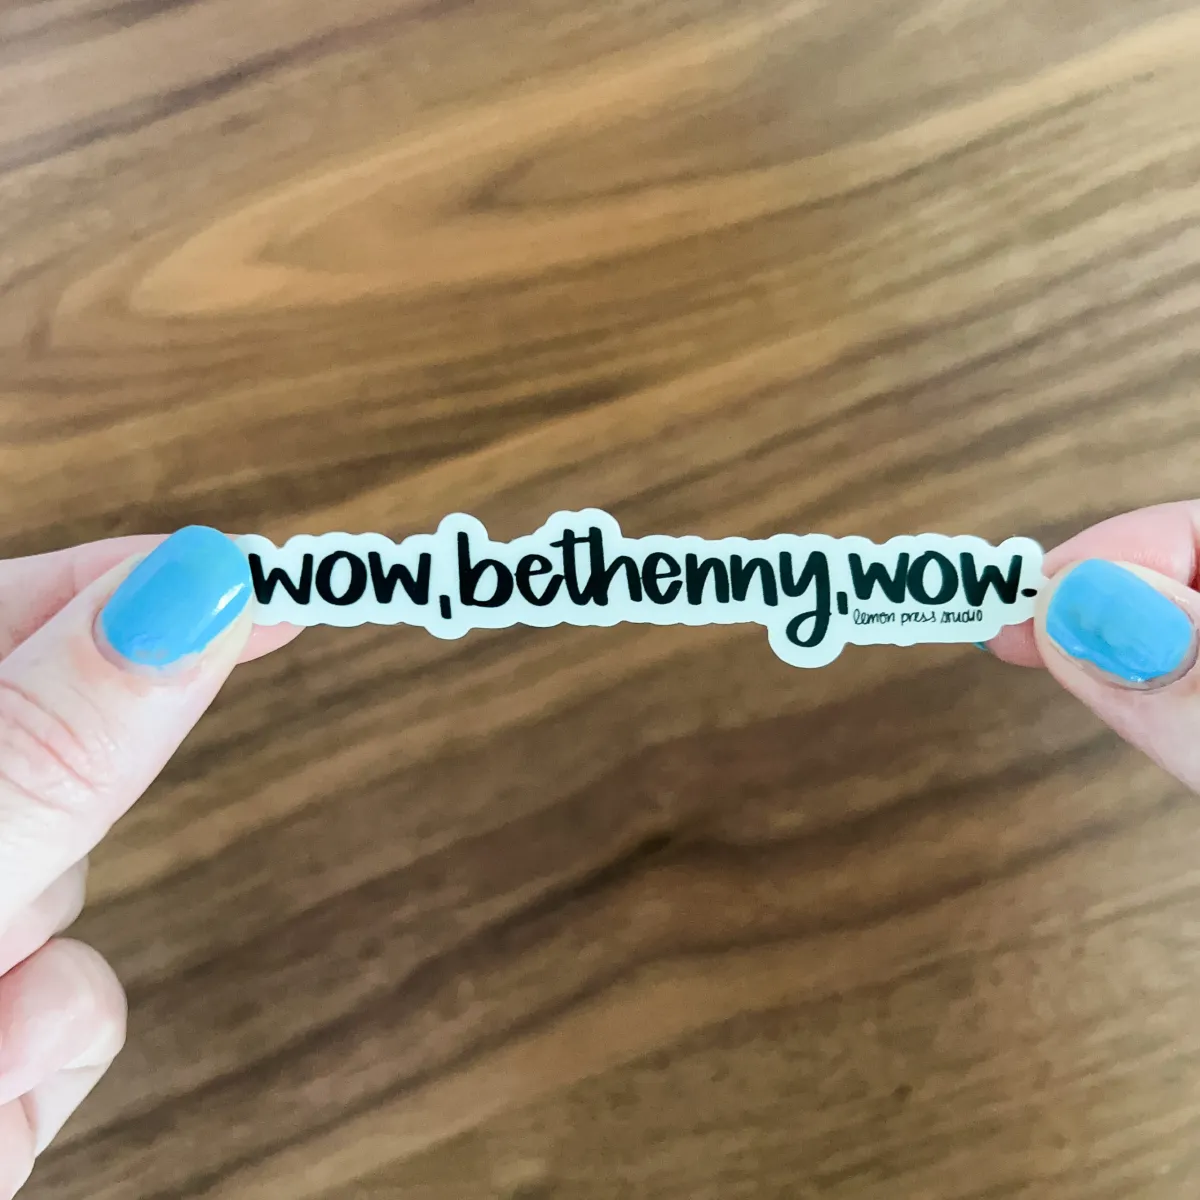 wow, bethenny, wow.
lemon press studio